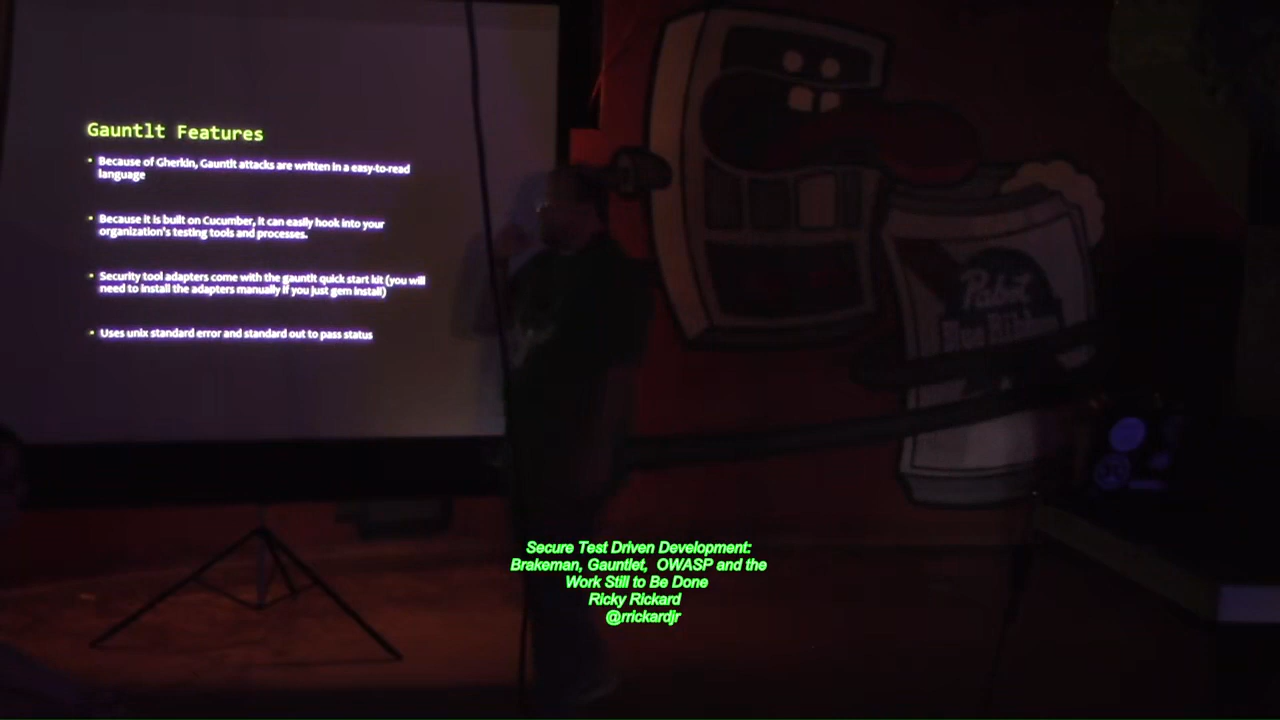 Gauntlt Features
• Because of Gherkin, Gauntlt attacks are written in a easy-to-read
language
• Because it is built on Cucumber, it can easily hook into your
organization's testing tools and processes.
• Security tool adapters come with the gauntlt quick start kit (you will
need to install the adapters manually if you just gem install)
• Uses unix standard error and standard out to pass status
Pabst
Blue Ribbon
Secure Test Driven Development:
Brakeman, Gauntlet, OWASP and the
Work Still to Be Done
Ricky Rickard
@rrickardjr